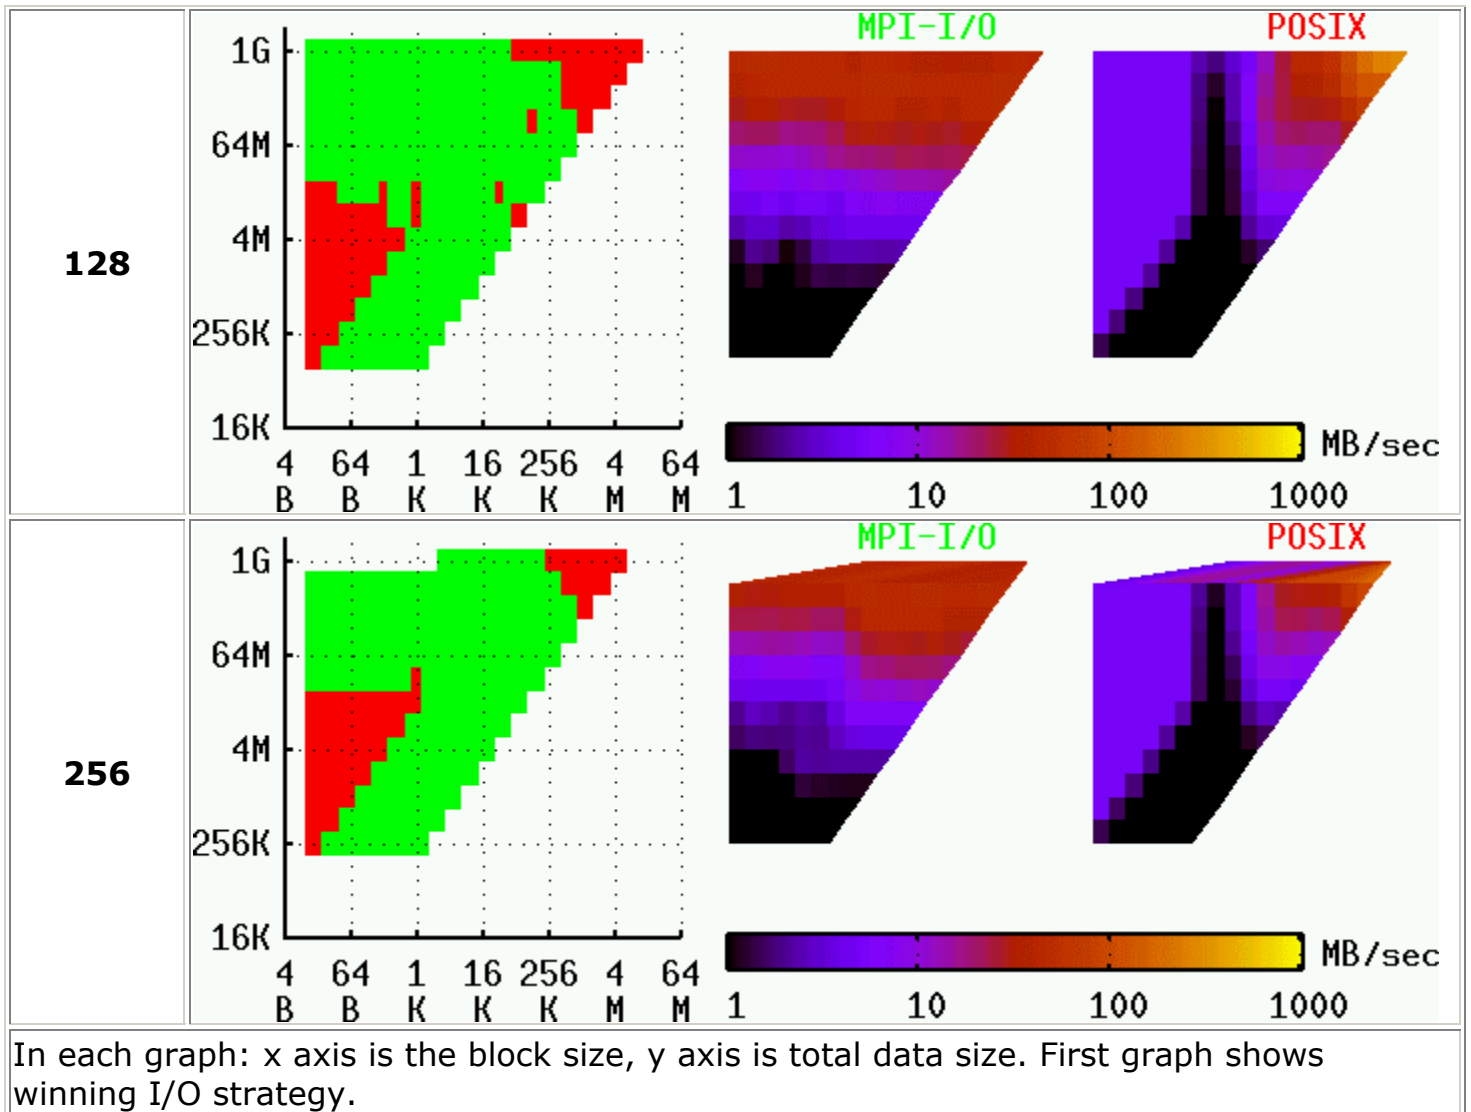 128
MPI-I/O POSIX
1G
64M
4M
256K
16K
4 64 1 16 256 4 64
B B K K K M M
MB/sec
1 10 100 1000
256
MPI-I/O POSIX
1G
64M
4M
256K
16K
4 64 1 16 256 4 64
B B K K K M M
MB/sec
1 10 100 1000
In each graph: x axis is the block size, y axis is total data size. First graph shows
winning I/O strategy.